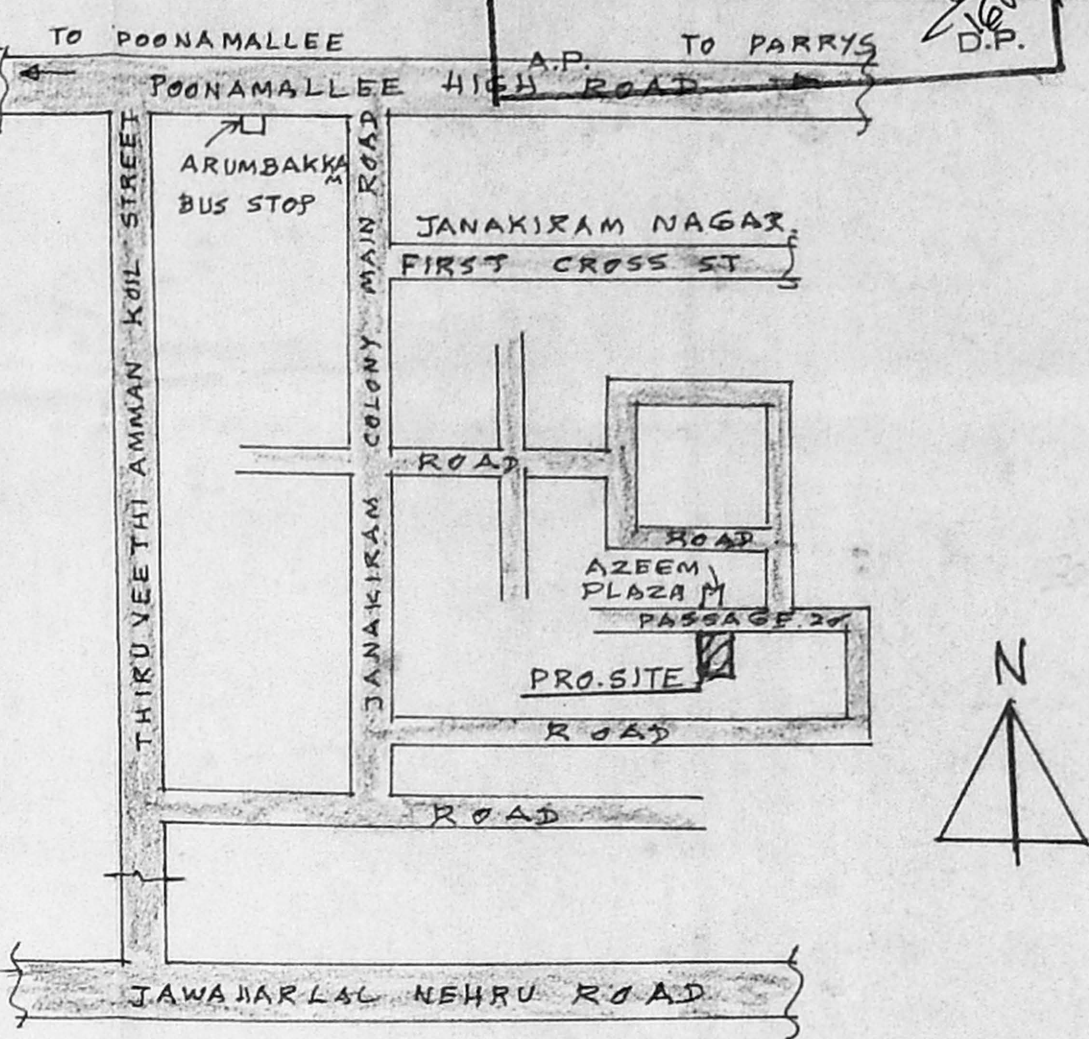 TO POONAMALLEE
TO PARRYS
A.P.
D.P.
POONAMALLEE HIGH ROAD
ARUMBAKKAM
BUS STOP
THIRUVEETHI AMMAN KOIL STREET
JANAKIRAM COLONY MAIN ROAD
JANAKIRAM NAGAR
FIRST CROSS ST
ROAD
ROAD
AZEEM
PLAZA
PASSAGE
PRO.SITE
ROAD
N
ROAD
JAWAHARLAL NEHRU ROAD